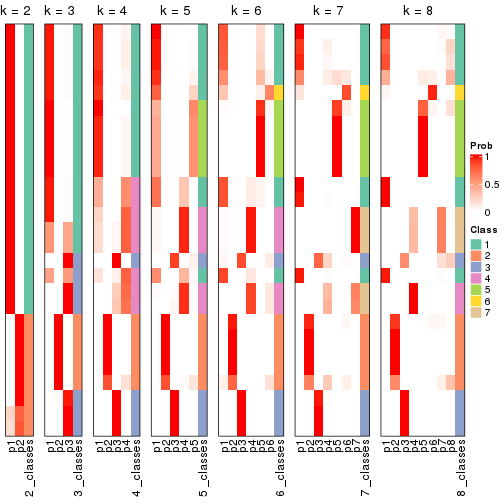 k = 2 k = 3 k = 4 k = 5 k = 6 k = 7 k = 8
Prob
1
0.5
0
Class
1
2
3
4
5
6
7
p1 p2 2_classes p1 p2 p3 3_classes p1 p2 p3 p4 4_classes p1 p2 p3 p4 p5 5_classes p1 p2 p3 p4 p5 p6 6_classes p1 p2 p3 p4 p5 p6 p7 7_classes p1 p2 p3 p4 p5 p6 p7 p8 8_classes